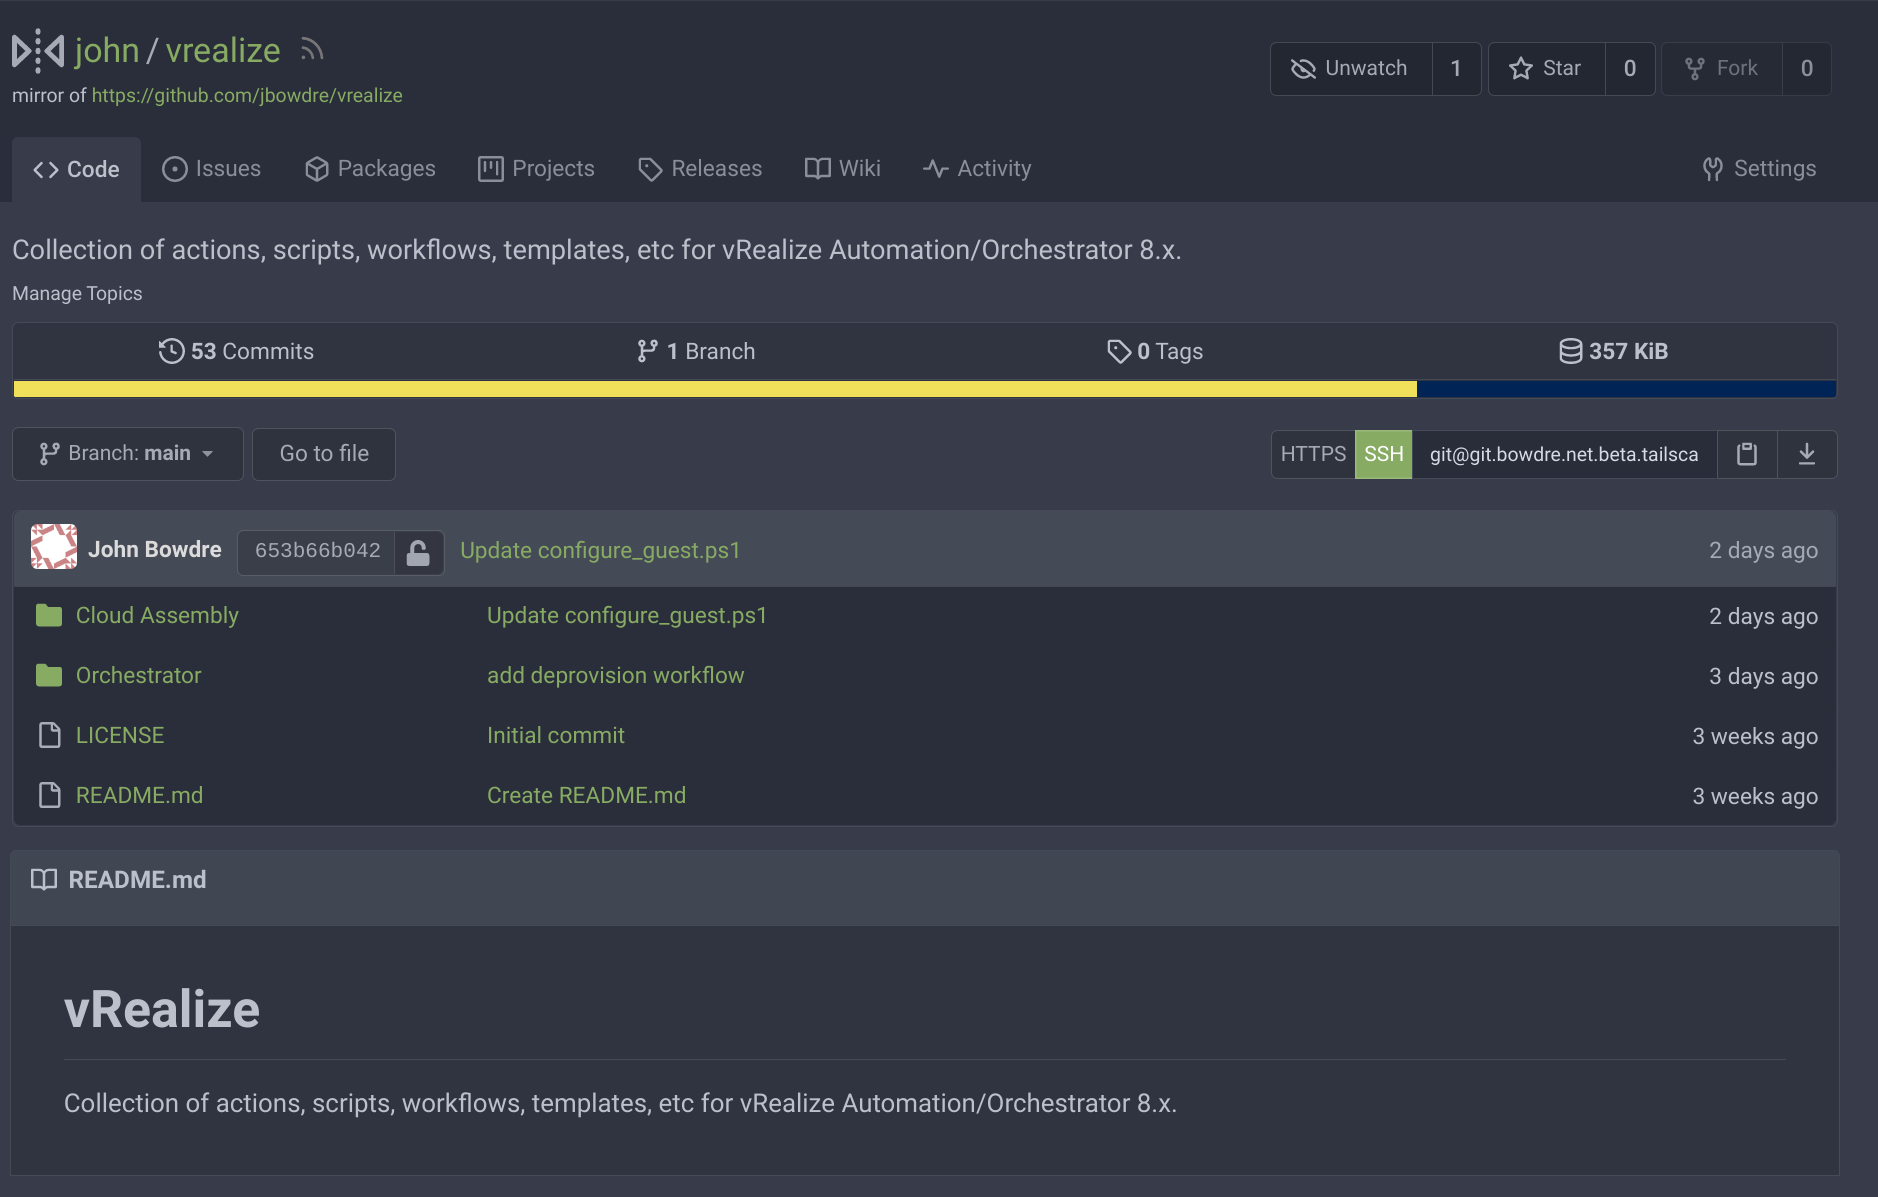 john / vrealize
Unwatch 1 Star 0 Fork 0
mirror of https://github.com/jbowdre/vrealize
Code Issues Packages Projects Releases Wiki Activity Settings
Collection of actions, scripts, workflows, templates, etc for vRealize Automation/Orchestrator 8.x.
Manage Topics
53 Commits 1 Branch 0 Tags 357 KiB
Branch: main Go to file HTTPS SSH git@git.bowdre.net.beta.tailsca
John Bowdre 653b66b042 Update configure_guest.ps1 2 days ago
Cloud Assembly Update configure_guest.ps1 2 days ago
Orchestrator add deprovision workflow 3 days ago
LICENSE Initial commit 3 weeks ago
README.md Create README.md 3 weeks ago
README.md
vRealize
Collection of actions, scripts, workflows, templates, etc for vRealize Automation/Orchestrator 8.x.